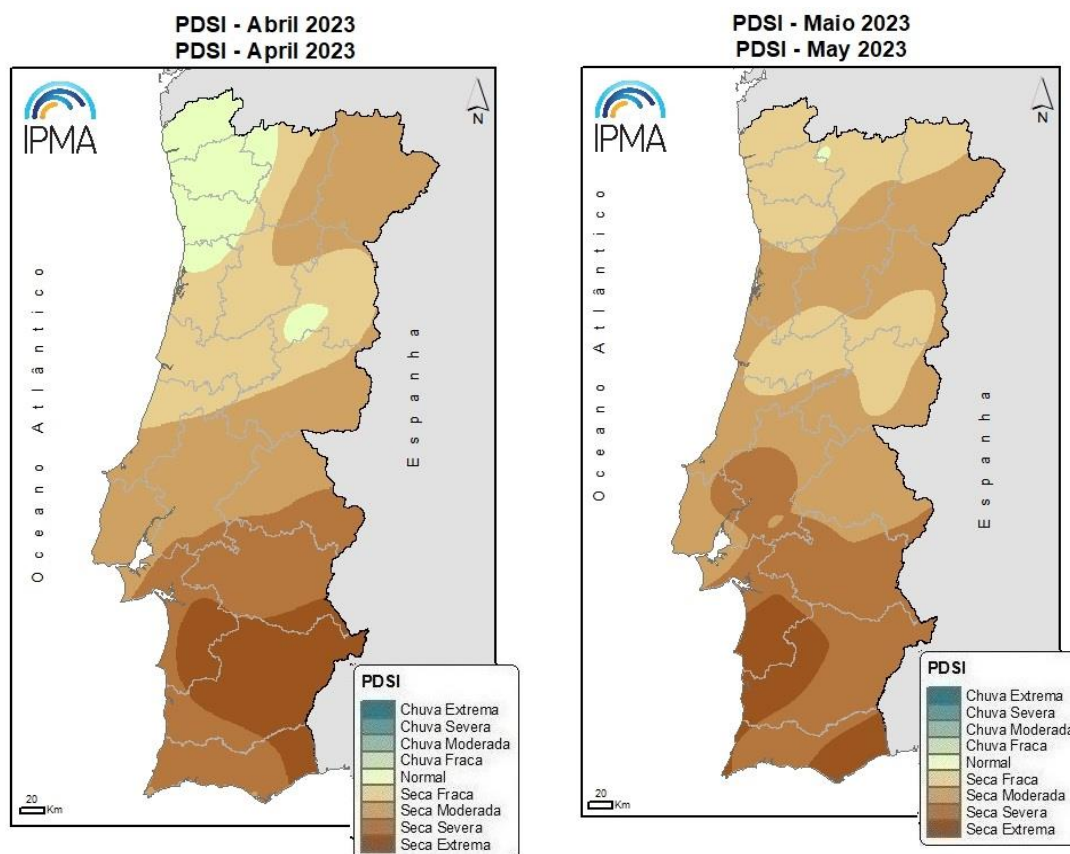 PDSI - Abril 2023
PDSI - April 2023
IPMA
N
Oceano Atlântico
Espanha
PDSI
Chuva Extrema
Chuva Severa
Chuva Moderada
Chuva Fraca
Normal
Seca Fraca
Seca Moderada
Seca Severa
Seca Extrema
20
Km
PDSI - Maio 2023
PDSI - May 2023
IPMA
N
Oceano Atlântico
Espanha
PDSI
Chuva Extrema
Chuva Severa
Chuva Moderada
Chuva Fraca
Normal
Seca Fraca
Seca Moderada
Seca Severa
Seca Extrema
20
Km